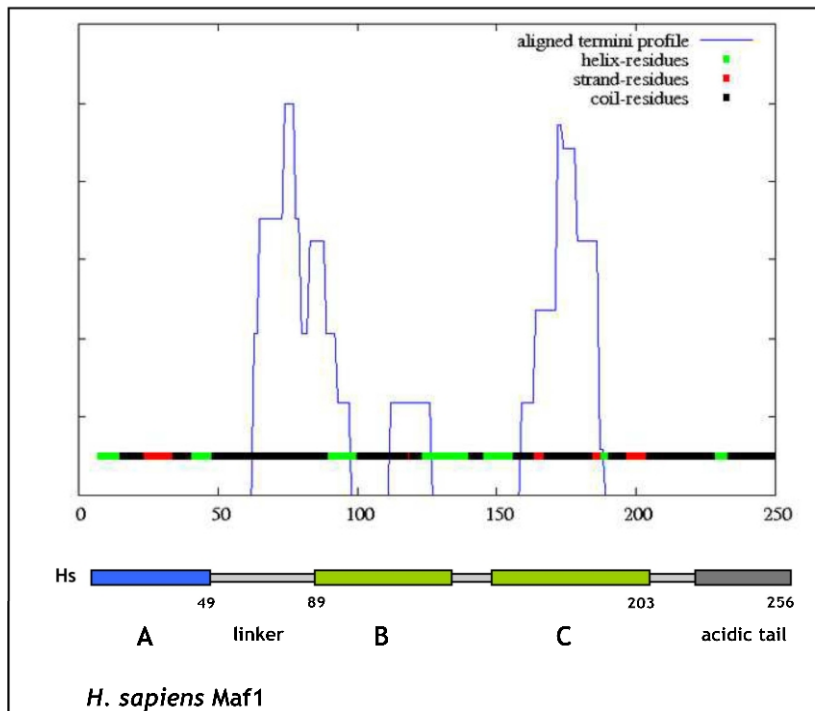 aligned termini profile
helix-residues
strand-residues
coil-residues
0 50 100 150 200 250
Hs
49 89 203 256
A linker B C acidic tail
H. sapiens Maf1